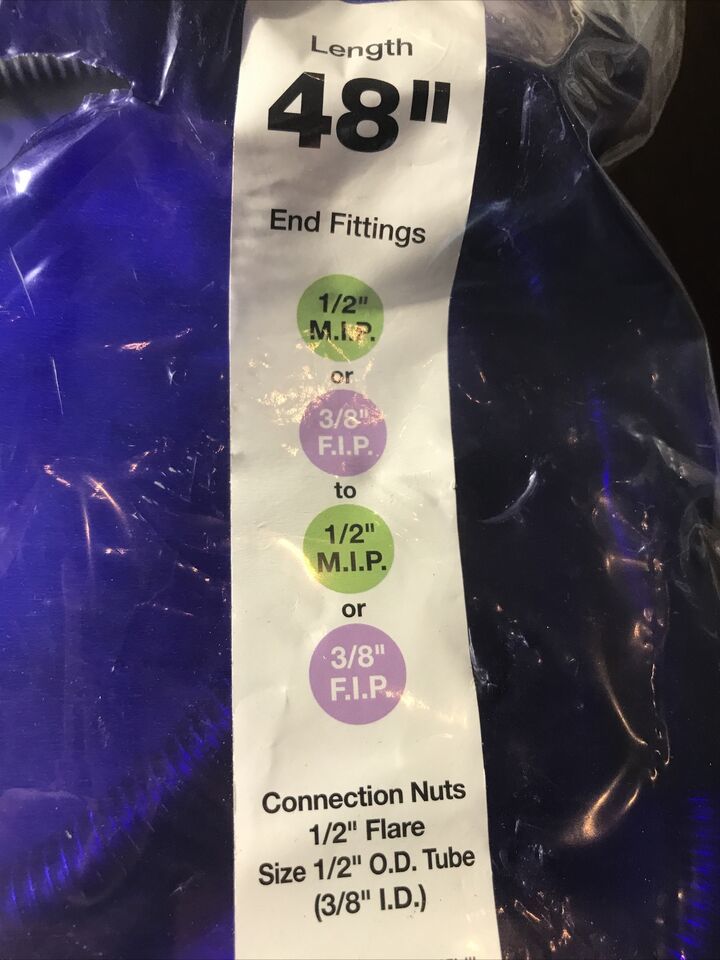 Length
48"
End Fittings
1/2"
M.I.P.
or
3/8"
F.I.P.
to
1/2"
M.I.P.
or
3/8"
F.I.P.
Connection Nuts
1/2" Flare
Size 1/2" O.D. Tube
(3/8" I.D.)